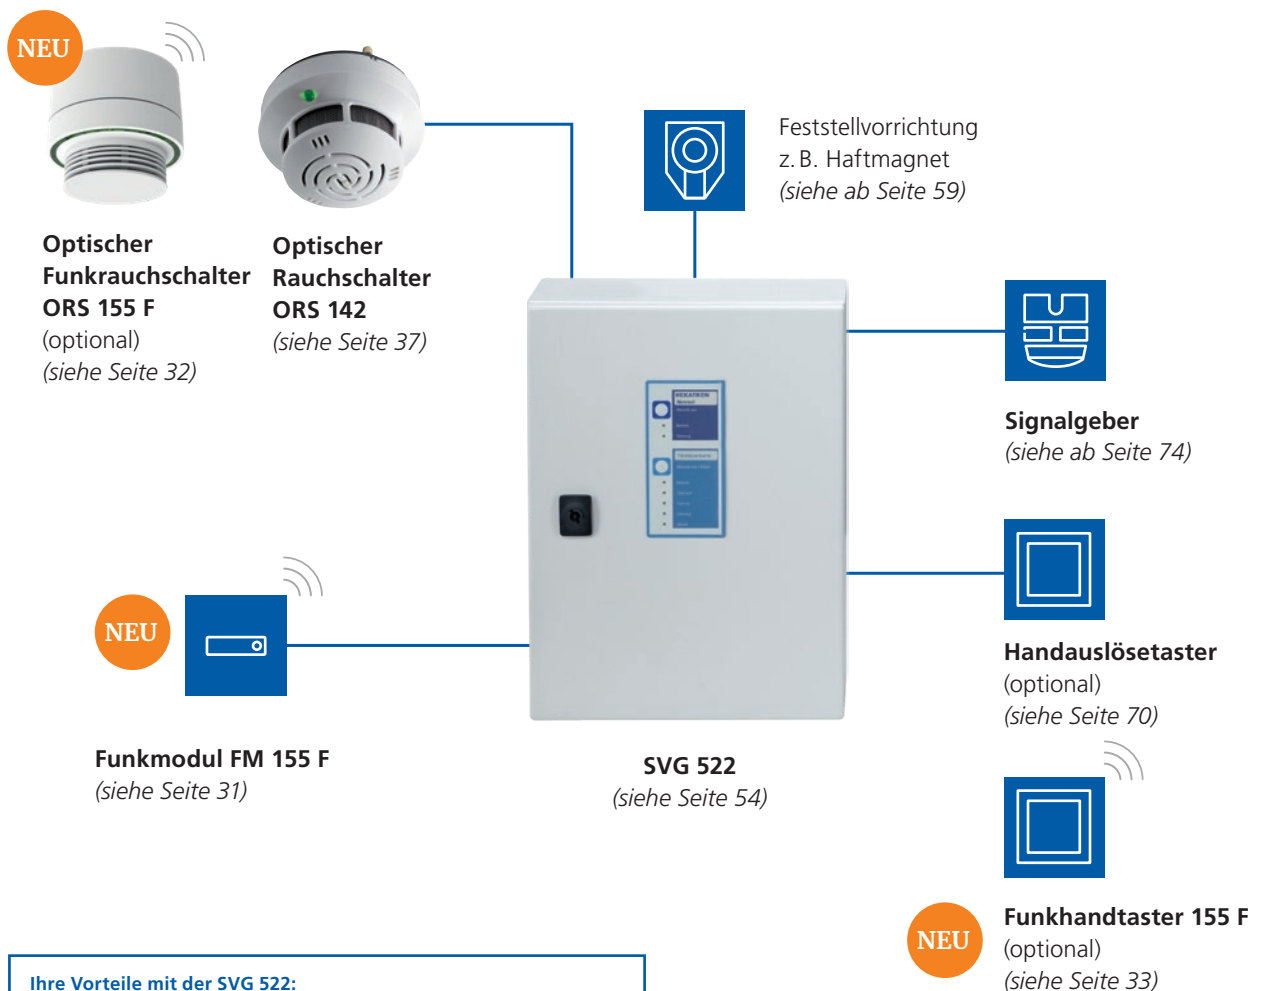 NEU
Optischer
Funkrauchschalter
ORS 155 F
(optional)
(siehe Seite 32)
Optischer
Rauchschalter
ORS 142
(siehe Seite 37)
Feststellvorrichtung
z. B. Haftmagnet
(siehe ab Seite 59)
Signalgeber
(siehe ab Seite 74)
HEKATRON
Handauslösetaster
(optional)
(siehe Seite 70)
NEU
Funkmodul FM 155 F
(siehe Seite 31)
SVG 522
(siehe Seite 54)
NEU
Funkhandtaster 155 F
(optional)
(siehe Seite 33)
Ihre Vorteile mit der SVG 522: